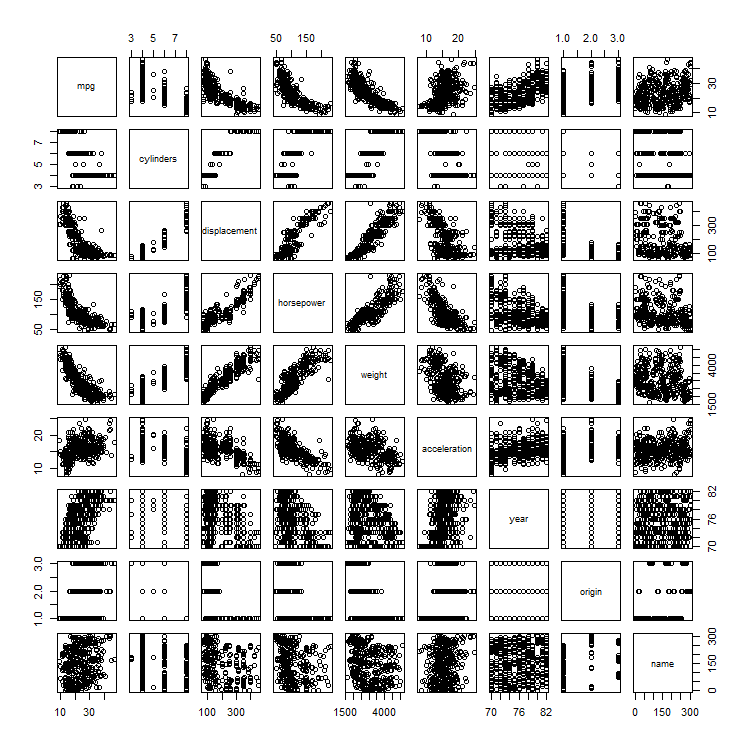 3 5 7
50 150
10 20
1.0 2.0 3.0
mpg
10 30
3 7
cylinders
displacement
100 300
50 150
horsepower
weight
1500 4000
10 20
acceleration
year
70 76 82
1.0 2.0 3.0
origin
name
0 150 300
10 30
100 300
1500 4000
70 76 82
0 150 300